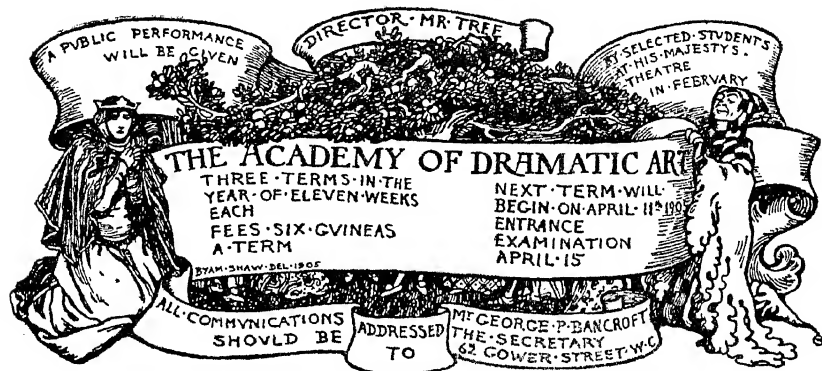 A PVBLIC PERFORMANCE
WILL BE GIVEN
DIRECTOR · MR · TREE
BY · SELECTED · STUDENTS
AT · HIS · MAJESTYS ·
THEATRE
IN · FEBRVARY
THE ACADEMY OF DRAMATIC ART
THREE · TERMS · IN · THE
YEAR · OF · ELEVEN · WEEKS
EACH
FEES · SIX · GVINEAS
A · TERM
BYAM · SHAW · DEL · 1905
NEXT · TERM · WILL
BEGIN · ON · APRIL · 11th 190
ENTRANCE
EXAMINATION
APRIL · 15
ALL · COMMVNICATIONS
SHOULD BE
ADDRESSED
TO
Mr GEORGE · P · BANCROFT
THE · SECRETARY
62 GOWER · STREET · W · C